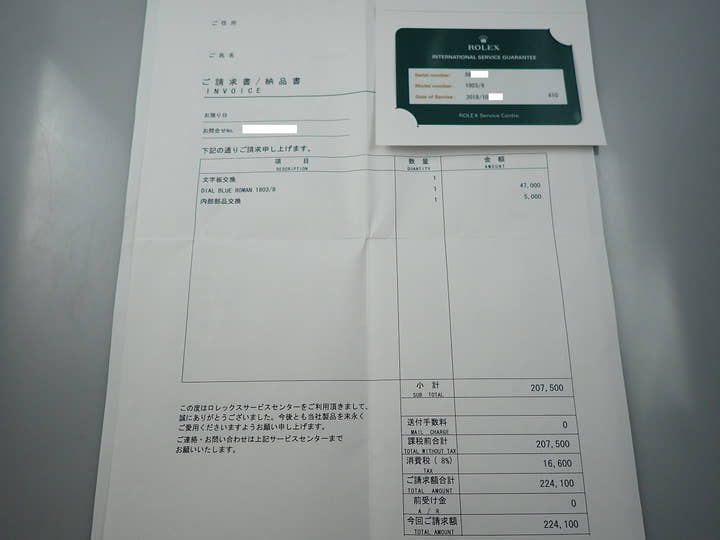 ご住所
ご氏名
ご請求書/納品書
INVOICE
お預り日
お問合せNo.
下記の通りご請求申し上げます。
項目 数量 金額
DESCRIPTION QUANTITY AMOUNT
文字板交換 1
DIAL BLUE ROMAN 1803/8 1 47,000
内部部品交換 1 5,000
小計 207,500
SUB TOTAL
送付手数料 0
MAIL CHARGE
課税前合計 207,500
TOTAL WITHOUT TAX
消費税(8%) 16,600
TAX
ご請求額合計 224,100
TOTAL AMOUNT
前受け金 0
A / R
今回ご請求額 224,100
TOTAL AMOUNT
この度はロレックスサービスセンターをご利用頂きまして、
誠にありがとうございました。今後とも当社製品を末永く
ご愛用くださいますようお願い申し上げます。
ご連絡・お問い合わせは上記サービスセンターまで
お願いいたします。
ROLEX
INTERNATIONAL SERVICE GUARANTEE
Serial number:
Model number: 1803/8
Date of Service: 2018/10 410
ROLEX Service Centre